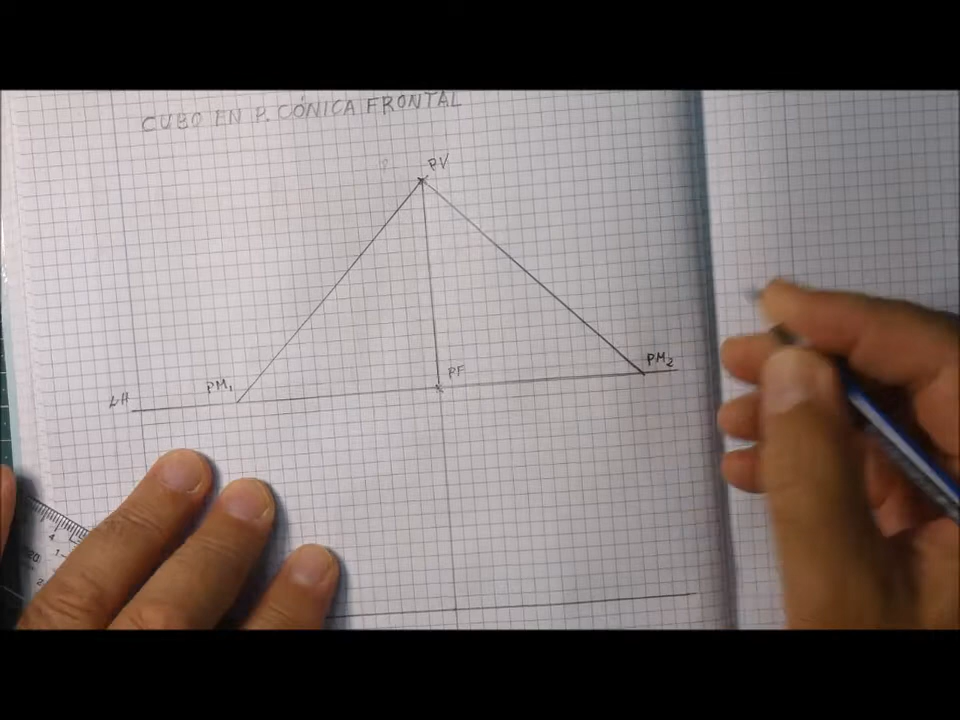 CUBO EN P. CÓNICA FRONTAL
PV
LH
PM₁
PF
PM₂